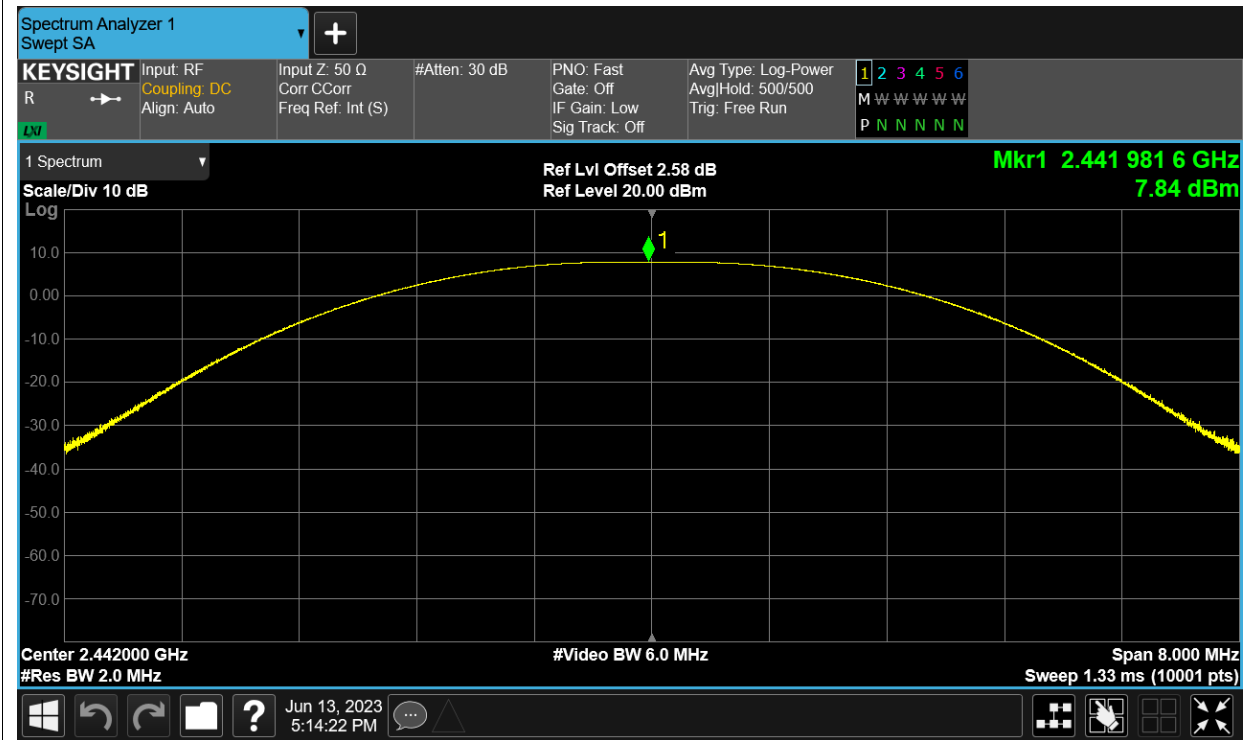 Spectrum Analyzer 1
Swept SA
+
KEYSIGHT
R
LXI
Input: RF
Coupling: DC
Align: Auto
Input Z: 50 Ω
Corr CCorr
Freq Ref: Int (S)
#Atten: 30 dB
PNO: Fast
Gate: Off
IF Gain: Low
Sig Track: Off
Avg Type: Log-Power
Avg|Hold: 500/500
Trig: Free Run
1 2 3 4 5 6
M W W W W W
P N N N N N
1 Spectrum
Scale/Div 10 dB
Log
Ref Lvl Offset 2.58 dB
Ref Level 20.00 dBm
Mkr1 2.441 981 6 GHz
7.84 dBm
1
10.0
0.00
-10.0
-20.0
-30.0
-40.0
-50.0
-60.0
-70.0
Center 2.442000 GHz
#Res BW 2.0 MHz
#Video BW 6.0 MHz
Span 8.000 MHz
Sweep 1.33 ms (10001 pts)
?
Jun 13, 2023
5:14:22 PM